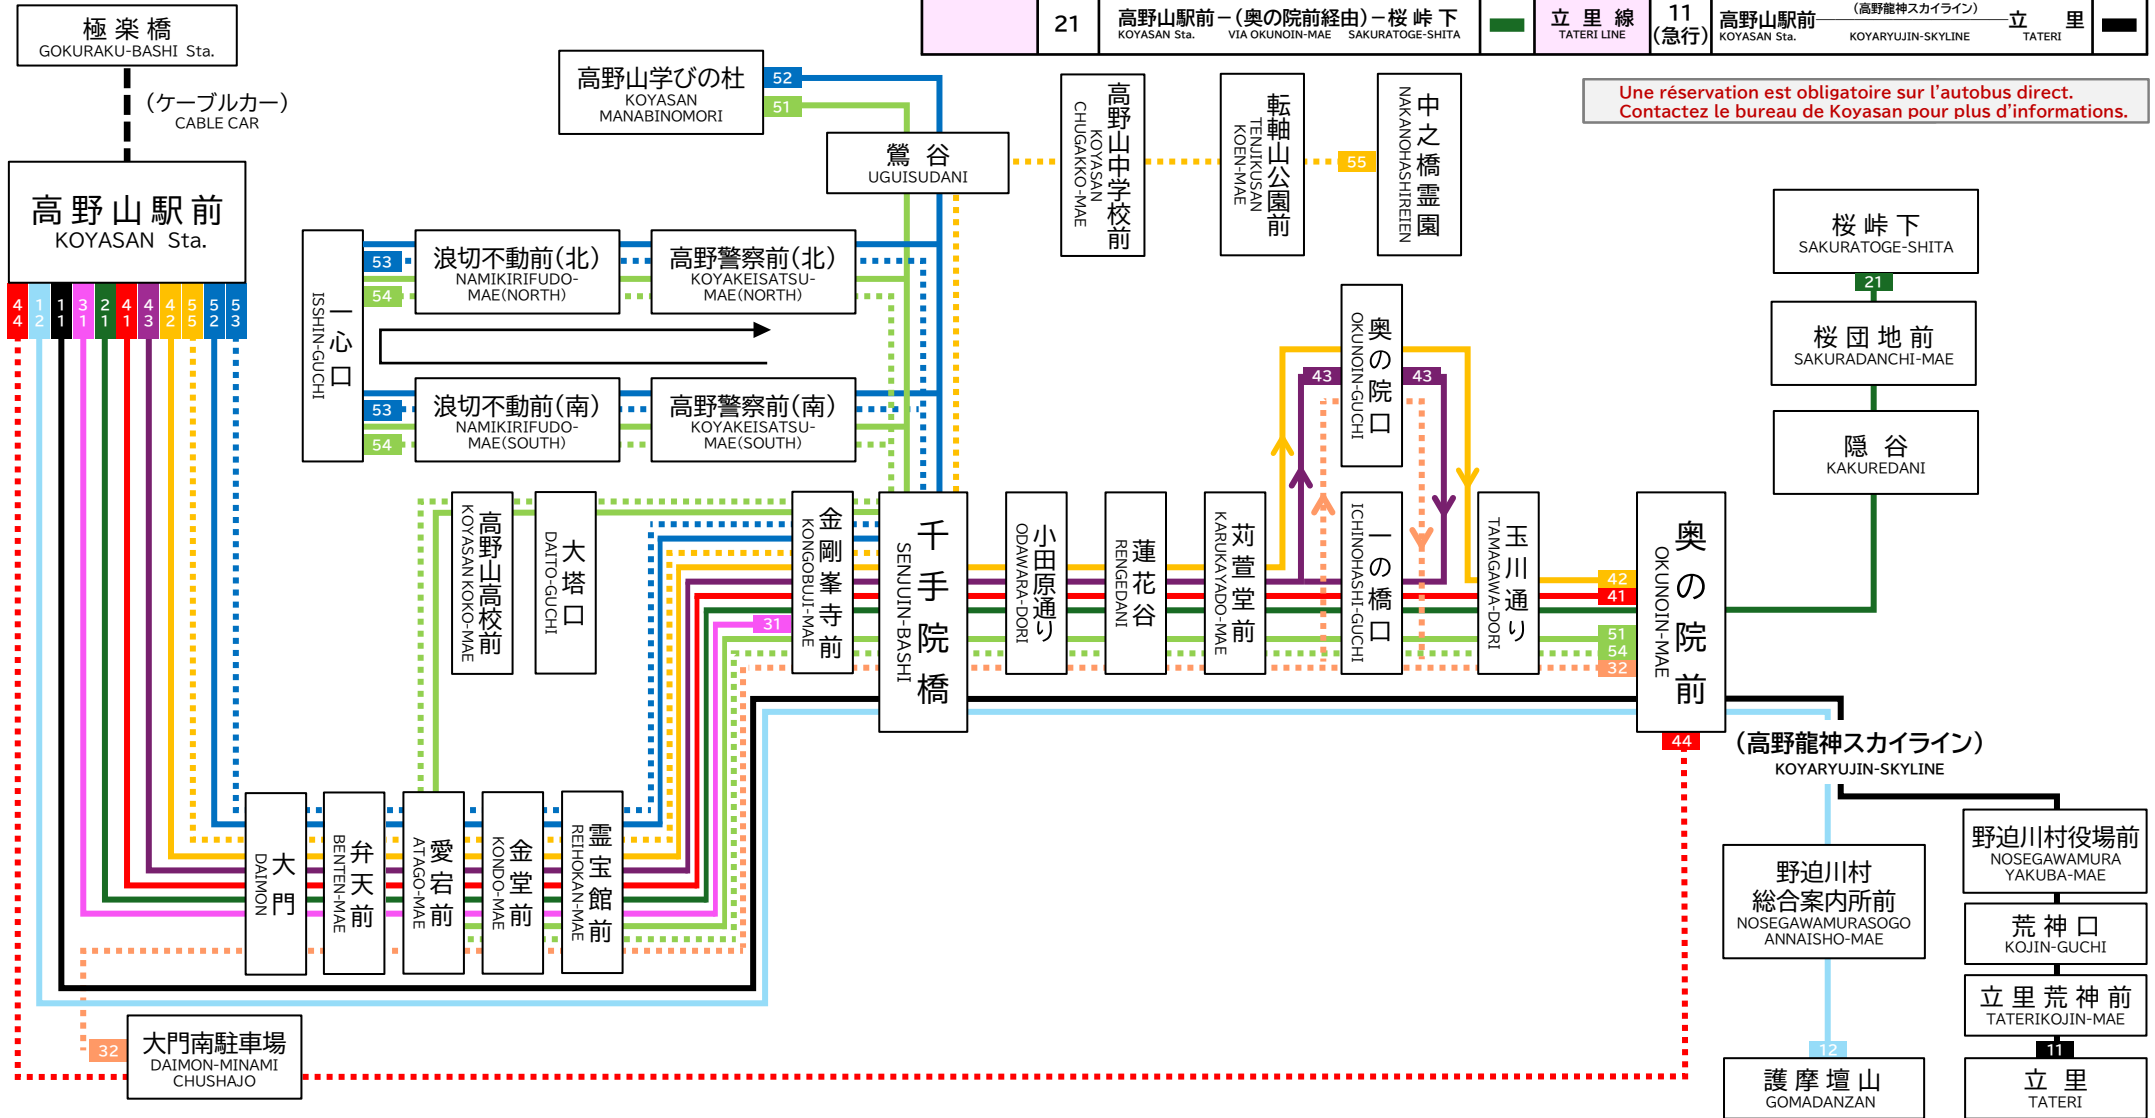 極楽橋
GOKURAKU-BASHI Sta.
(ケーブルカー)
CABLE CAR
高野山駅前
KOYASAN Sta.
44
12
11
31
21
41
43
42
55
52
53
21
高野山駅前−(奥の院前経由)−桜峠下
KOYASAN Sta. VIA OKUNOIN-MAE SAKURATOGE-SHITA
立里線
TATERI LINE
11
(急行)
高野山駅前 (高野龍神スカイライン) 立里
KOYASAN Sta. KOYARYUJIN-SKYLINE TATERI
Une réservation est obligatoire sur l'autobus direct.
Contactez le bureau de Koyasan pour plus d'informations.
高野山学びの杜
KOYASAN
MANABINOMORI
52
51
鶯谷
UGUISUDANI
高野山中学校前
KOYASAN
CHUGAKKO-MAE
転軸山公園前
TENJIKUSAN
KOEN-MAE
55
中之橋霊園
NAKANOHASHIREIEN
一心口
ISSHIN-GUCHI
53
54
浪切不動前(北)
NAMIKIRIFUDO-
MAE(NORTH)
高野警察前(北)
KOYAKEISATSU-
MAE(NORTH)
53
54
浪切不動前(南)
NAMIKIRIFUDO-
MAE(SOUTH)
高野警察前(南)
KOYAKEISATSU-
MAE(SOUTH)
桜峠下
SAKURATOGE-SHITA
21
桜団地前
SAKURADANCHI-MAE
隠谷
KAKUREDANI
奥の院口
OKUNOIN-GUCHI
43
43
高野山高校前
KOYASAN KOKO-MAE
大塔口
DAITO-GUCHI
31
金剛峯寺前
KONGOBUJI-MAE
千手院橋
SENJUIN-BASHI
小田原通り
ODAWARA-DORI
蓮花谷
RENGEDANI
苅萱堂前
KARUKAYADO-MAE
一の橋口
ICHINOHASHI-GUCHI
玉川通り
TAMAGAWA-DORI
42
41
51
54
32
奥の院前
OKUNOIN-MAE
44
(高野龍神スカイライン)
KOYARYUJIN-SKYLINE
大門
DAIMON
弁天前
BENTEN-MAE
愛宕前
ATAGO-MAE
金堂前
KONDO-MAE
霊宝館前
REIHOKAN-MAE
32
大門南駐車場
DAIMON-MINAMI
CHUSHAJO
野迫川村
総合案内所前
NOSEGAWAMURASOGO
ANNAISHO-MAE
12
護摩壇山
GOMADANZAN
野迫川村役場前
NOSEGAWAMURA
YAKUBA-MAE
荒神口
KOJIN-GUCHI
立里荒神前
TATERIKOJIN-MAE
11
立里
TATERI